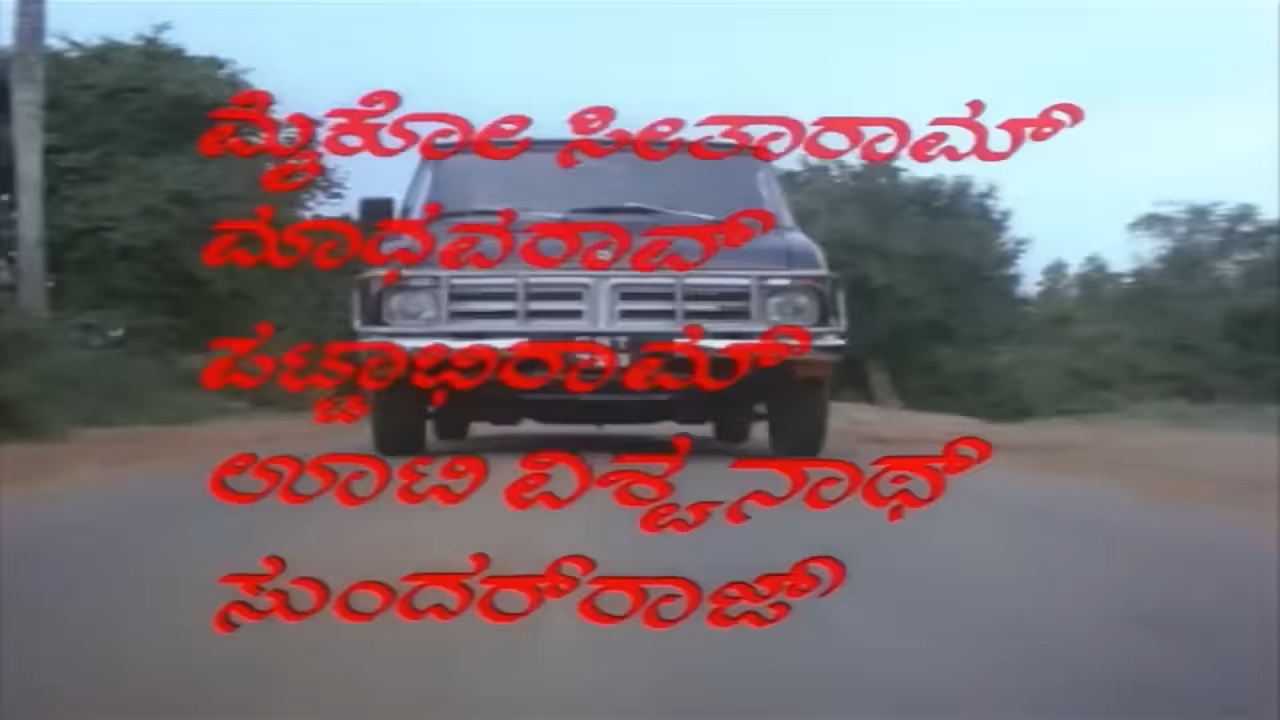 ಮೈಕೋ ಸೀತಾರಾಮ್
ಮಾಧವರಾವ್
ಪಟ್ಟಾಭಿರಾಮ್
ಊಟಿ ವಿಶ್ವನಾಥ್
ಸುಂದರ್‌ರಾಜ್